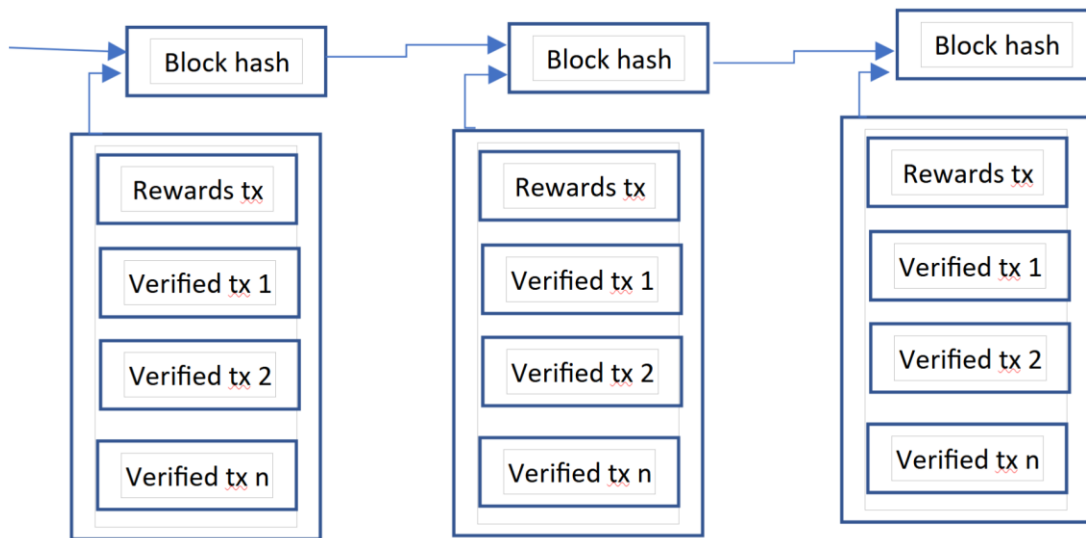 Block hash
Rewards tx
Verified tx 1
Verified tx 2
Verified tx n
Block hash
Rewards tx
Verified tx 1
Verified tx 2
Verified tx n
Block hash
Rewards tx
Verified tx 1
Verified tx 2
Verified tx n